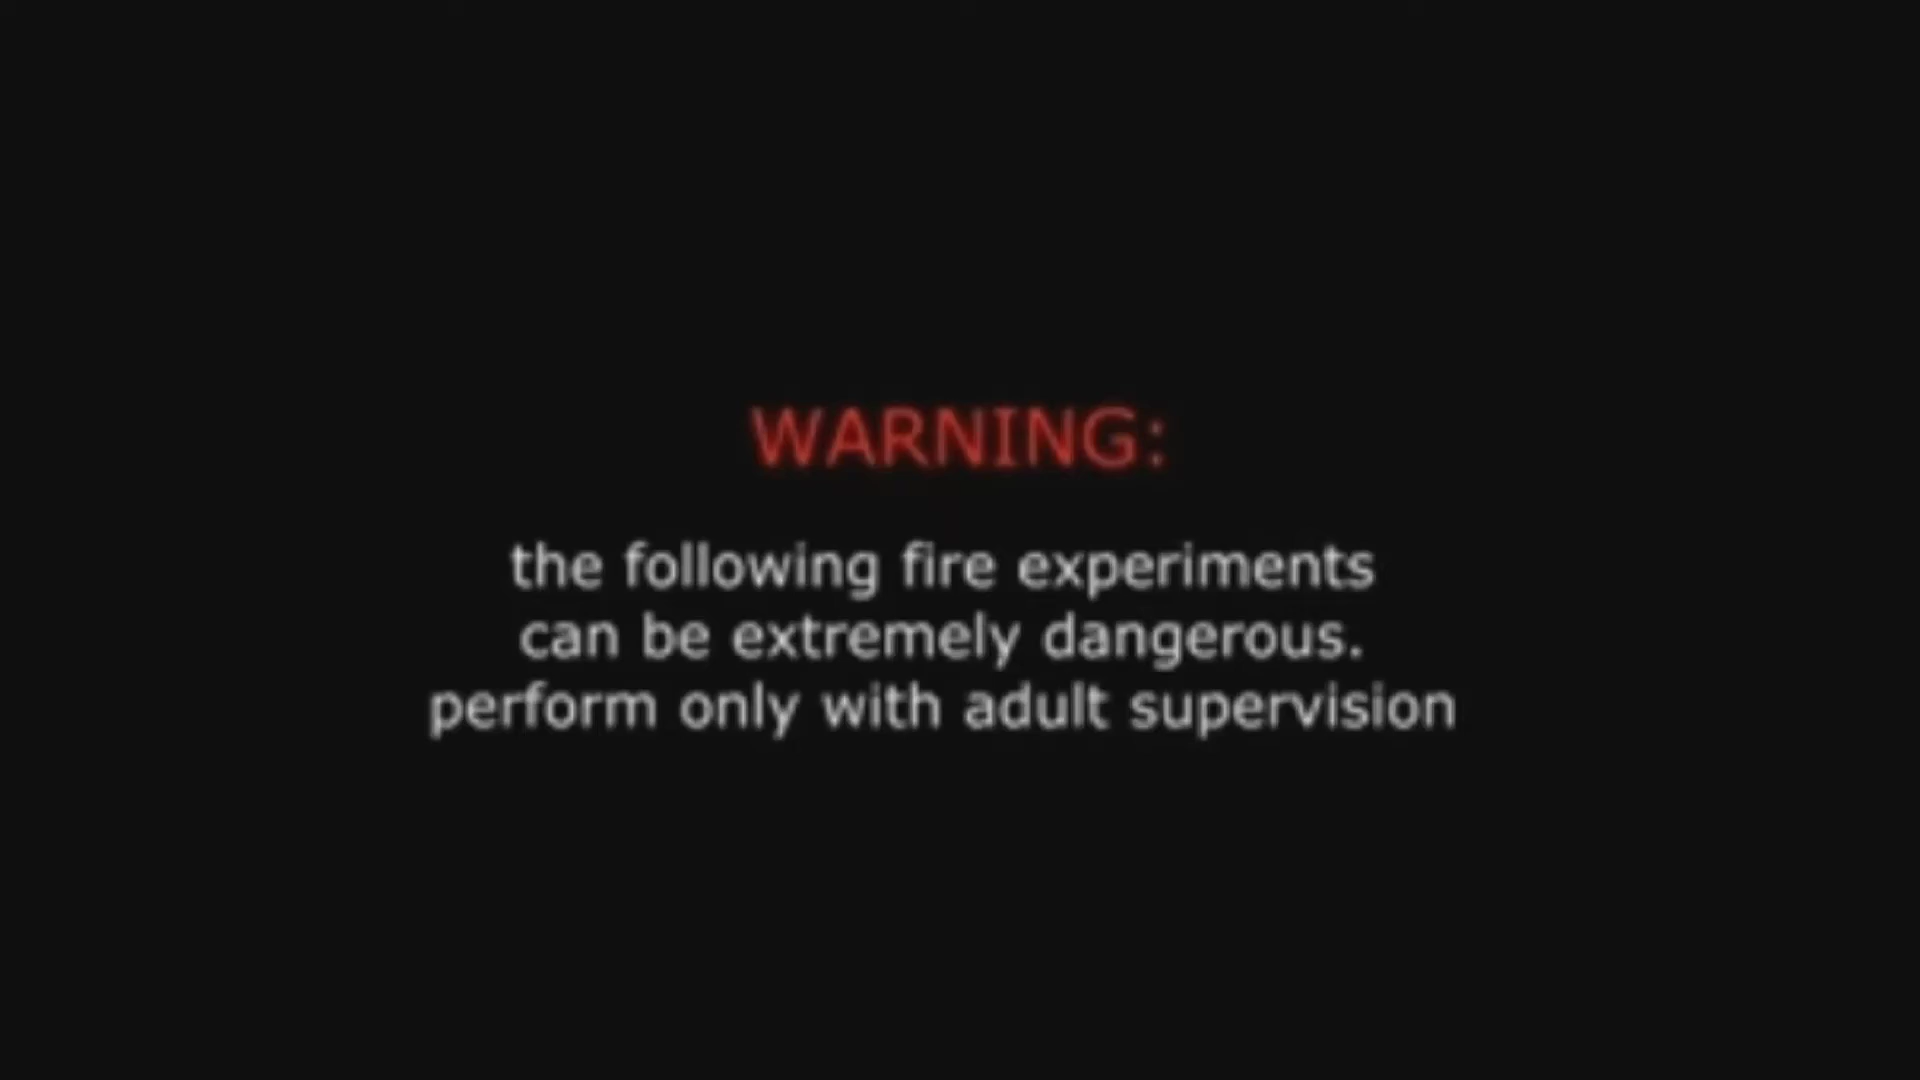 WARNING:
the following fire experiments
can be extremely dangerous.
perform only with adult supervision